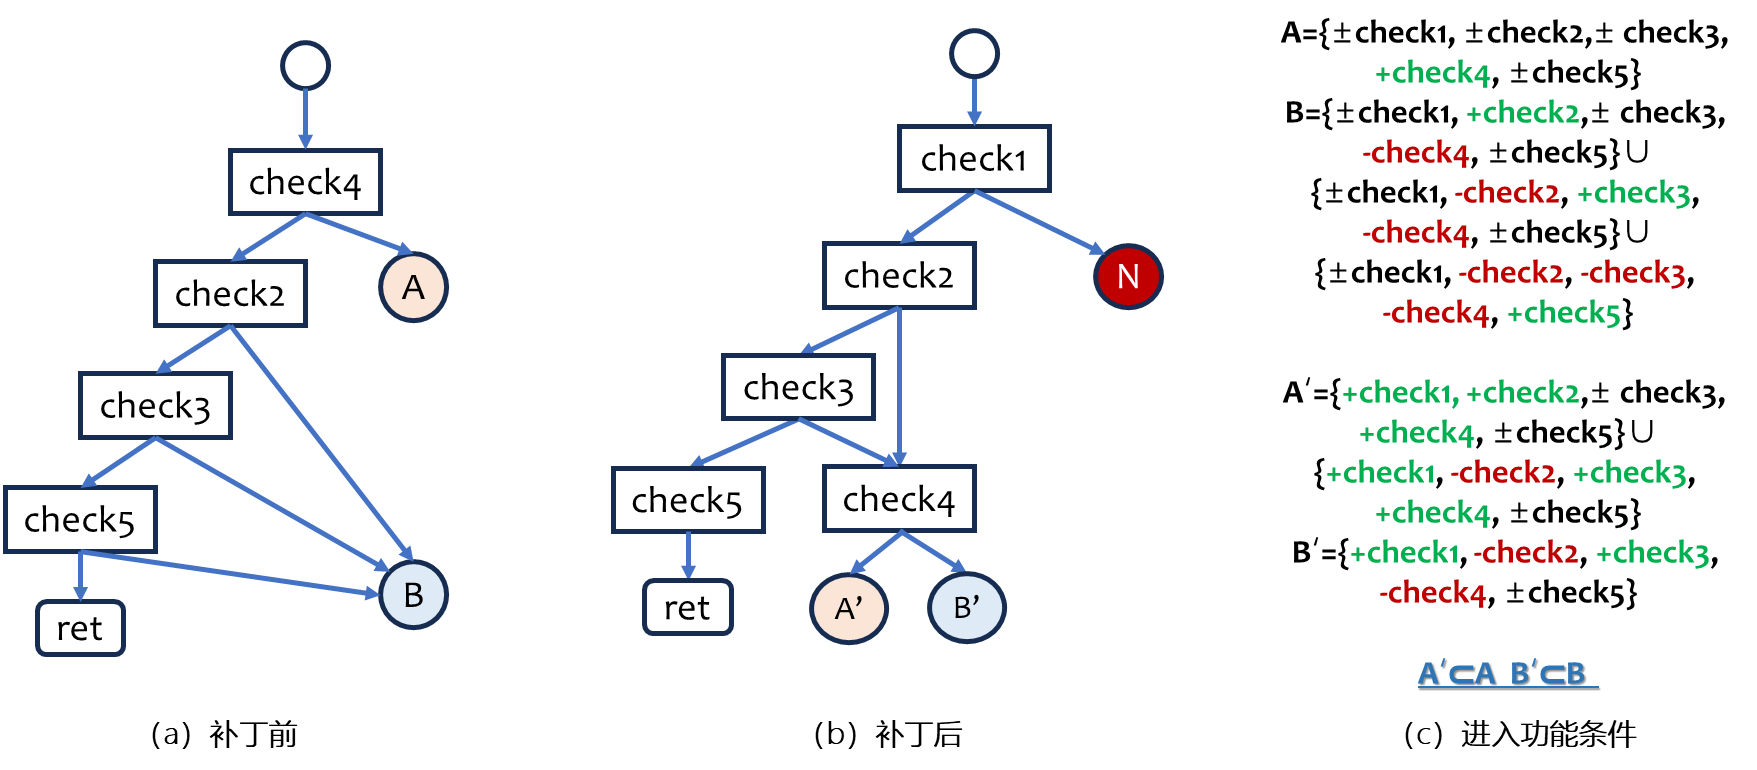 check4
check2
A
check3
check5
B
ret
(a) 补丁前
check1
check2
N
check3
check5
check4
ret
A’
B’
(b) 补丁后
A={±check1, ±check2,± check3,
+check4, ±check5}
B={±check1, +check2,± check3,
-check4, ±check5}∪
{±check1, -check2, +check3,
-check4, ±check5}∪
{±check1, -check2, -check3,
-check4, +check5}
A′={+check1, +check2,± check3,
+check4, ±check5}∪
{+check1, -check2, +check3,
+check4, ±check5}
B′={+check1, -check2, +check3,
-check4, ±check5}
A′⊂A B′⊂B
(c) 进入功能条件